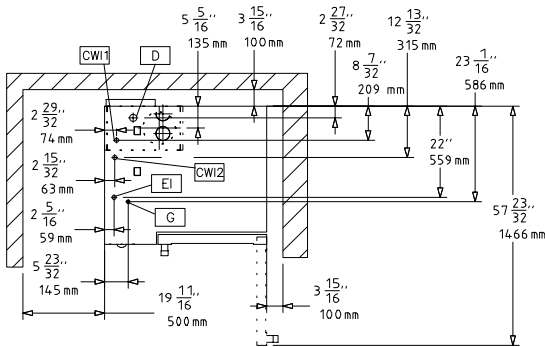 5 5/16'' 135 mm
3 15/16'' 100 mm
2 27/32'' 72 mm
12 13/32'' 315 mm
8 7/32'' 209 mm
23 1/16'' 586 mm
CWI1
D
2 29/32'' 74 mm
2 15/32'' 63 mm
CWI2
22'' 559 mm
EI
2 5/16'' 59 mm
G
57 23/32'' 1466 mm
5 23/32'' 145 mm
19 11/16'' 500 mm
3 15/16'' 100 mm